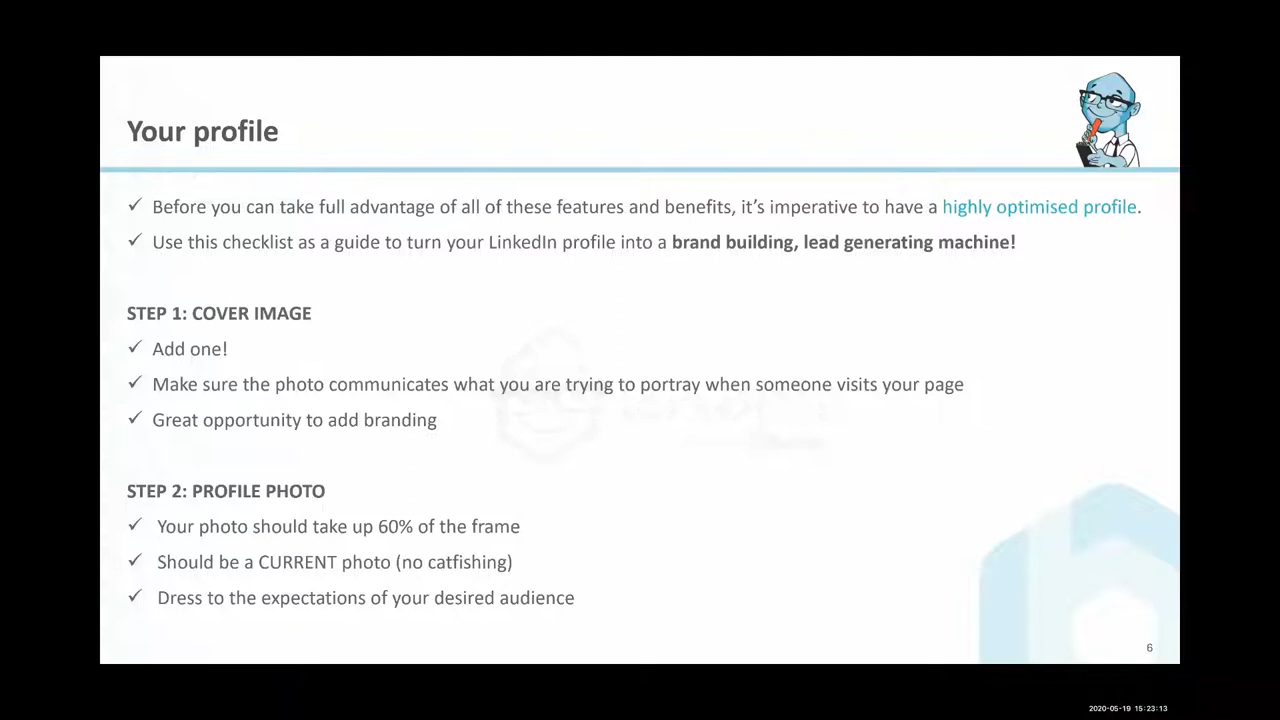 Your profile
✓ Before you can take full advantage of all of these features and benefits, it’s imperative to have a highly optimised profile.
✓ Use this checklist as a guide to turn your LinkedIn profile into a brand building, lead generating machine!
STEP 1: COVER IMAGE
✓ Add one!
✓ Make sure the photo communicates what you are trying to portray when someone visits your page
✓ Great opportunity to add branding
STEP 2: PROFILE PHOTO
✓ Your photo should take up 60% of the frame
✓ Should be a CURRENT photo (no catfishing)
✓ Dress to the expectations of your desired audience
6
2020-05-19 15:23:13